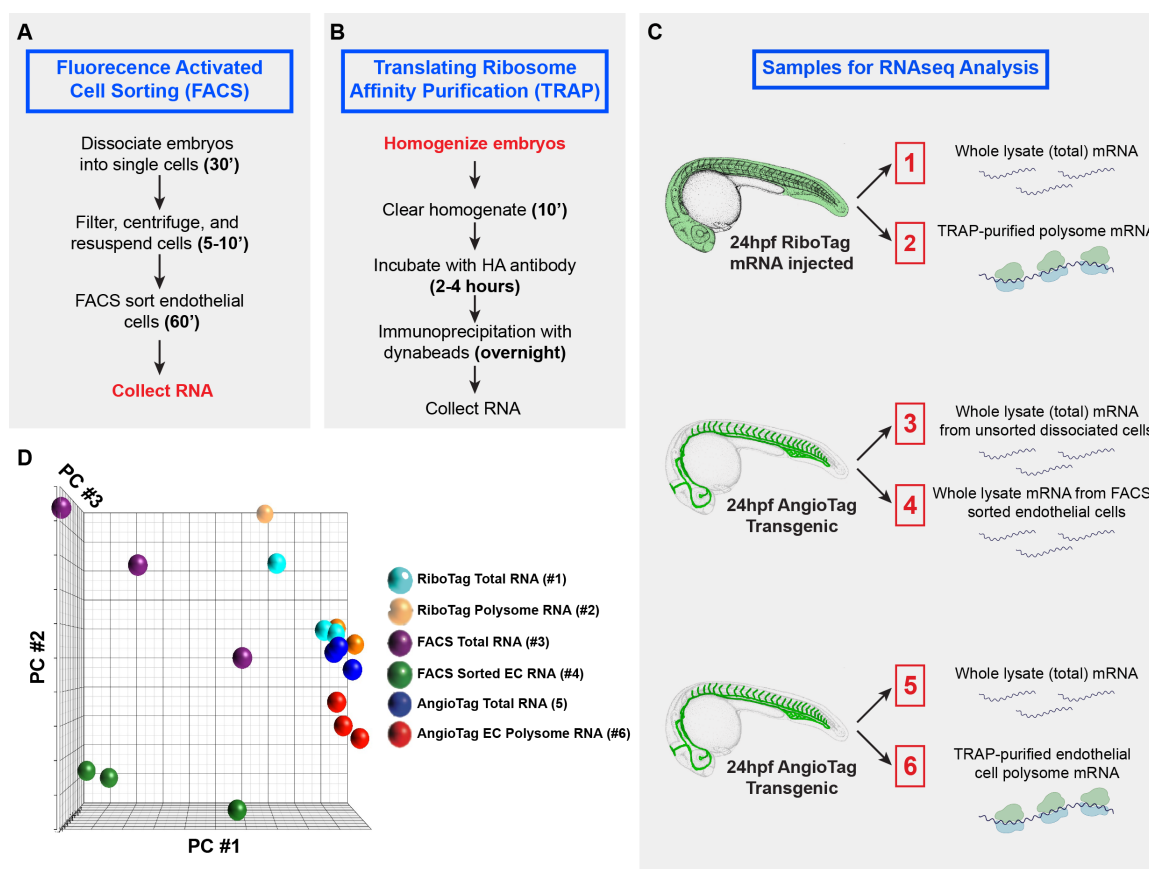 A
Fluorecence Activated
Cell Sorting (FACS)
Dissociate embryos
into single cells (30’)
Filter, centrifuge, and
resuspend cells (5-10’)
FACS sort endothelial
cells (60’)
Collect RNA
B
Translating Ribosome
Affinity Purification (TRAP)
Homogenize embryos
Clear homogenate (10’)
Incubate with HA antibody
(2-4 hours)
Immunoprecipitation with
dynabeads (overnight)
Collect RNA
C
Samples for RNAseq Analysis
24hpf RiboTag
mRNA injected
1
Whole lysate (total) mRNA
2
TRAP-purified polysome mRNA
24hpf AngioTag
Transgenic
3
Whole lysate (total) mRNA
from unsorted dissociated cells
4
Whole lysate mRNA from FACS
sorted endothelial cells
24hpf AngioTag
Transgenic
5
Whole lysate (total) mRNA
6
TRAP-purified endothelial
cell polysome mRNA
D
PC #3
PC #2
PC #1
RiboTag Total RNA (#1)
RiboTag Polysome RNA (#2)
FACS Total RNA (#3)
FACS Sorted EC RNA (#4)
AngioTag Total RNA (5)
AngioTag EC Polysome RNA (#6)